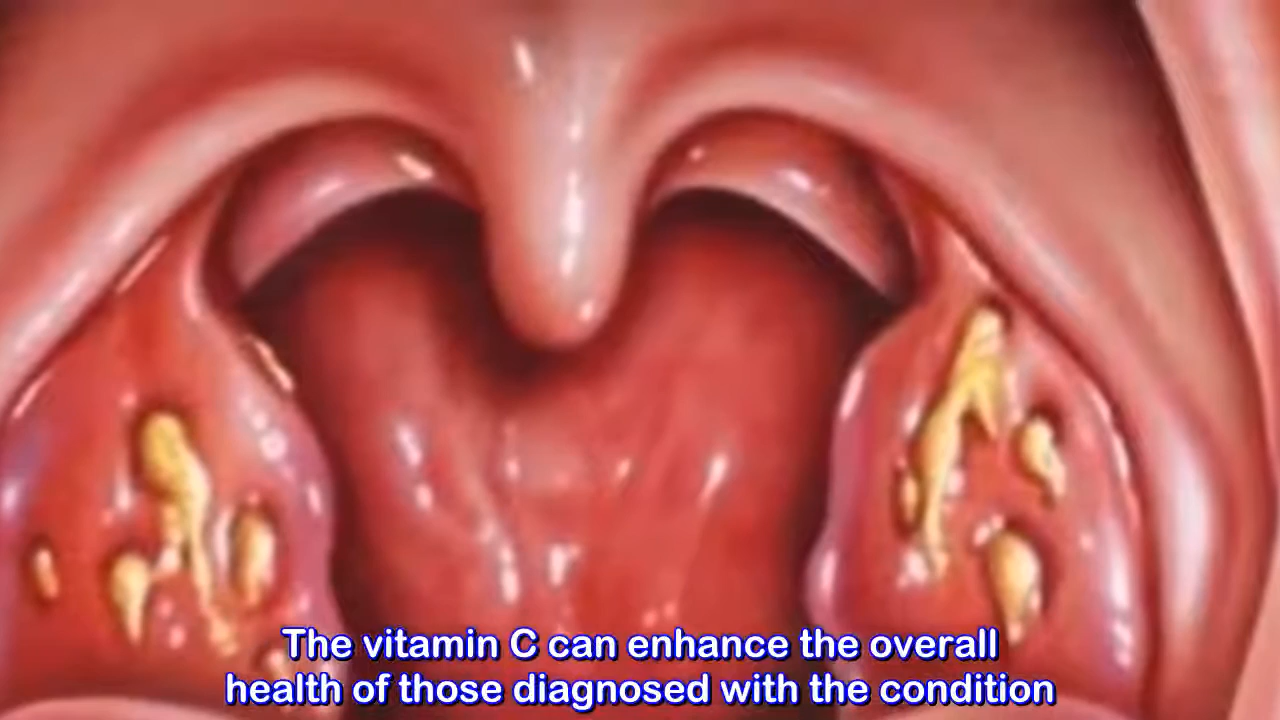 The vitamin C can enhance the overall
health of those diagnosed with the condition